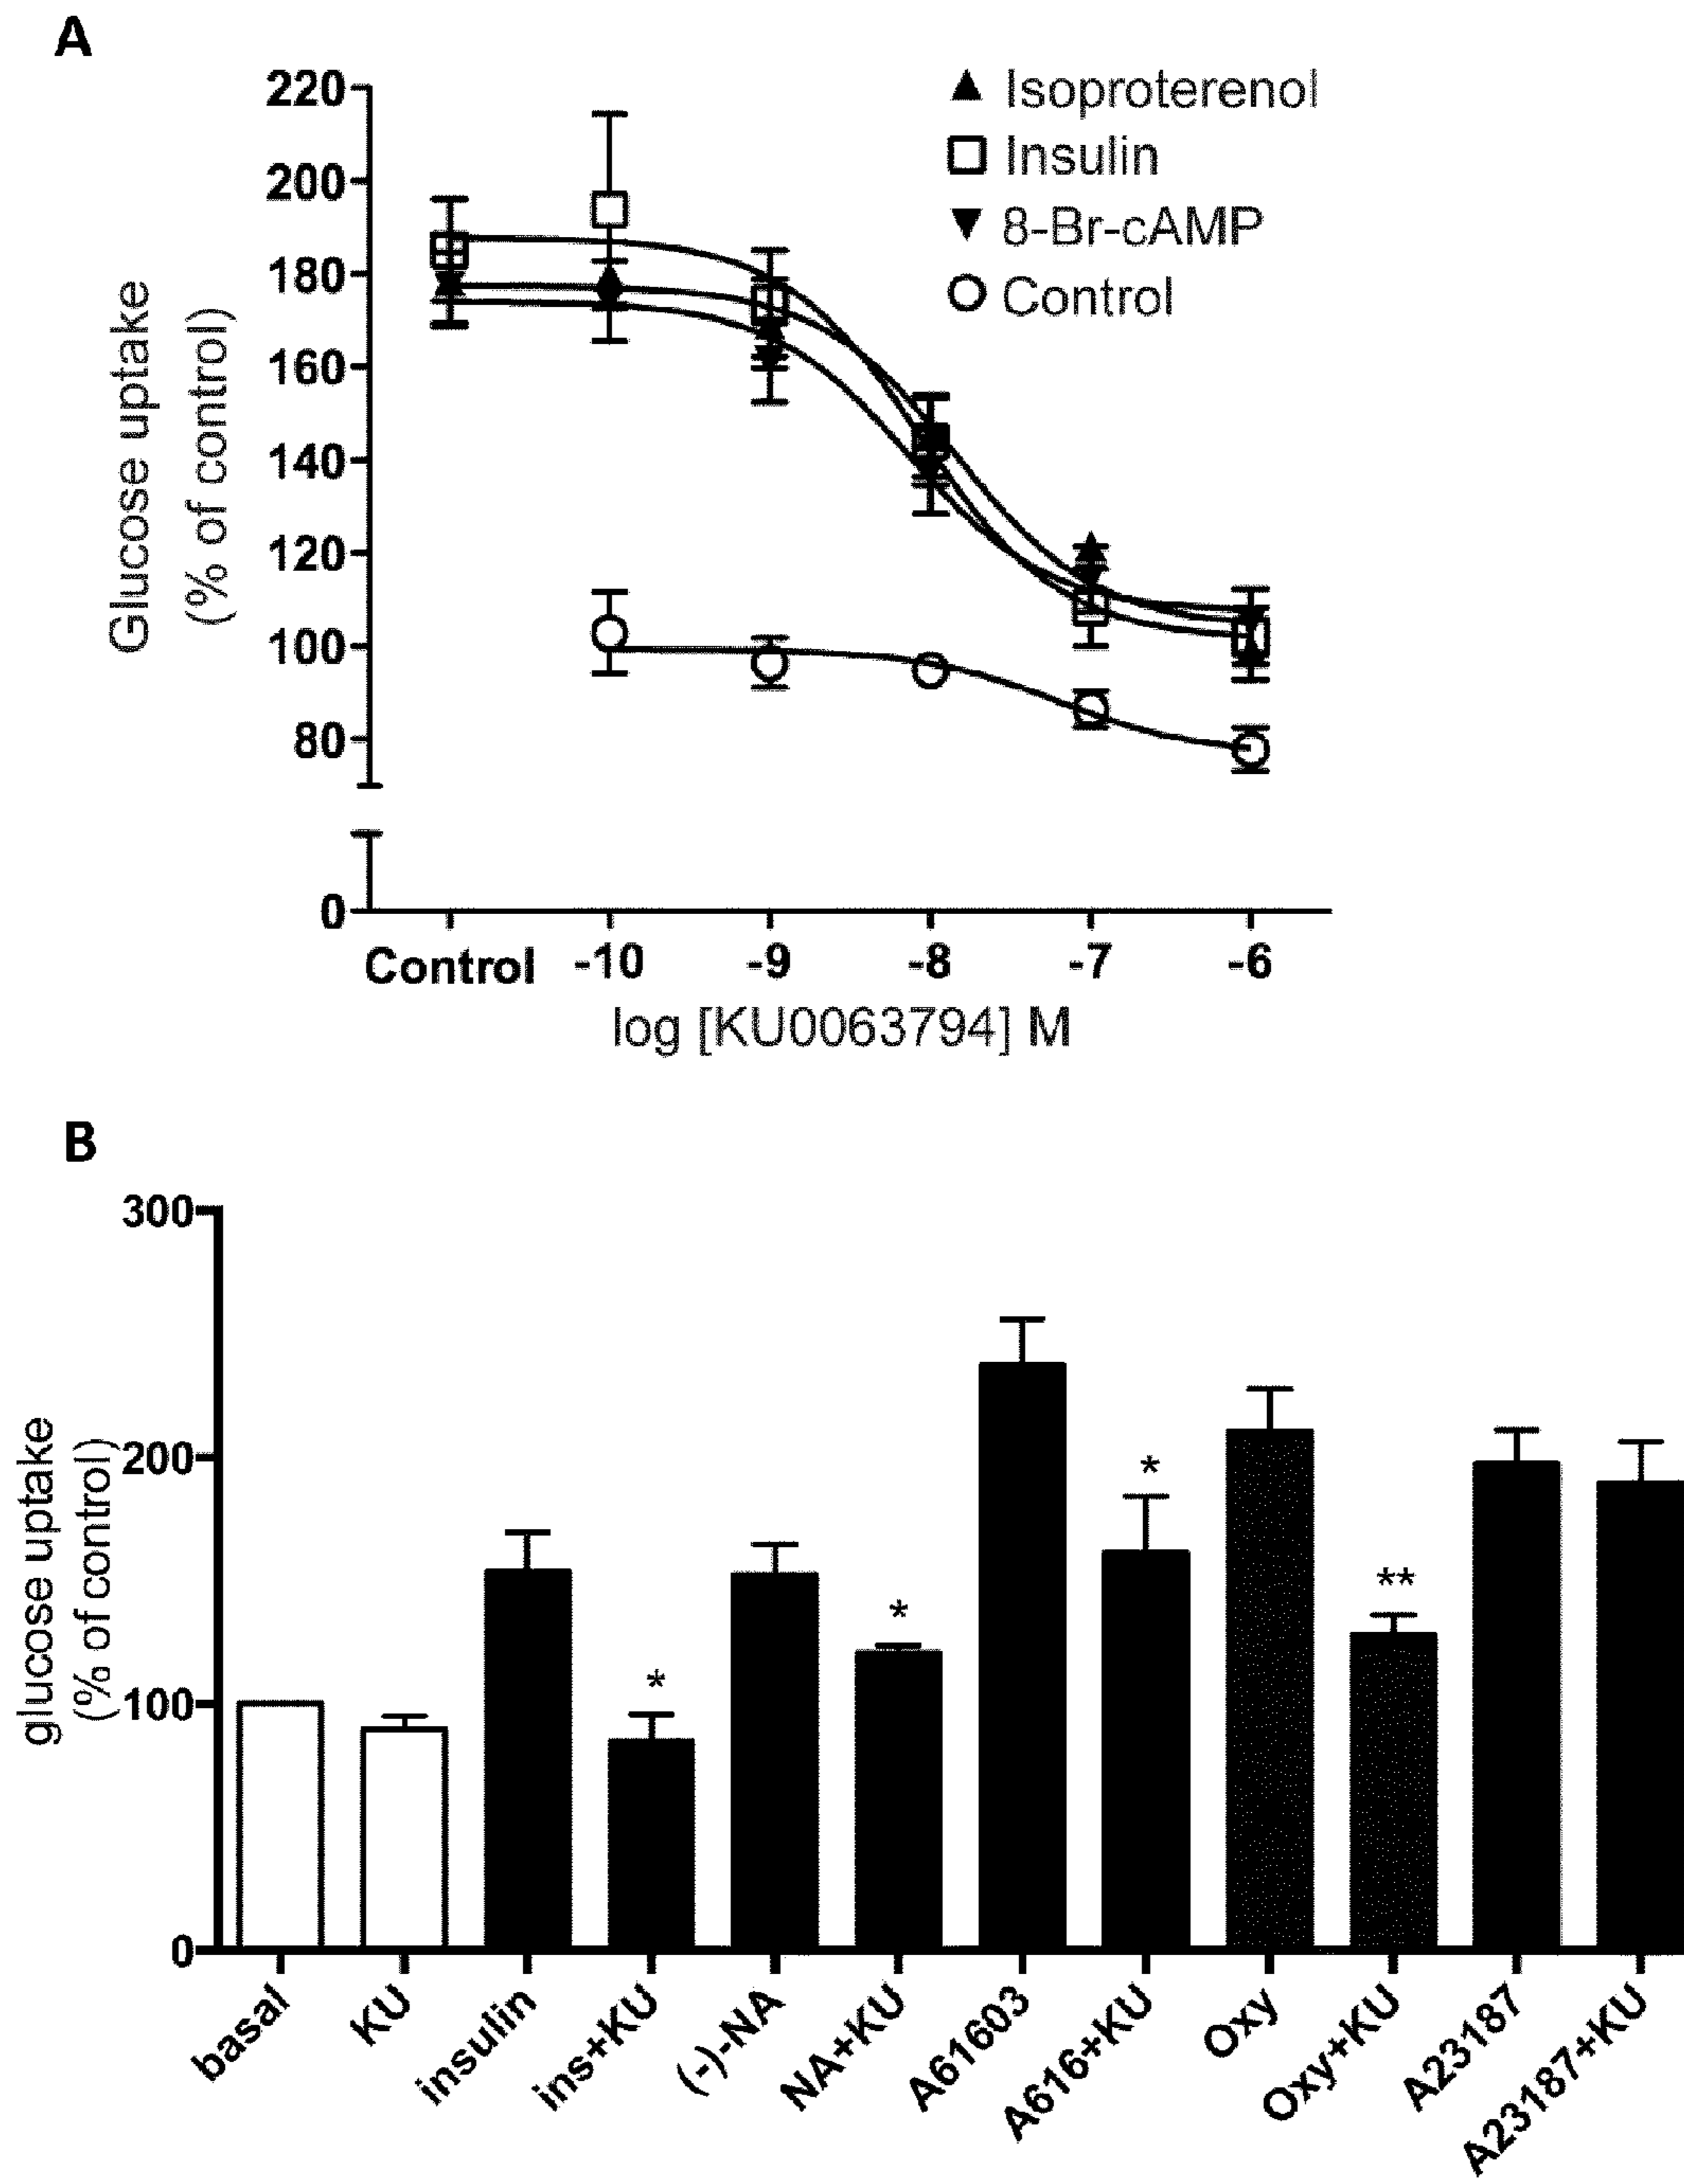 A
220
200
180
160
140
120
100
80
0
Glucose uptake
(% of control)
Isoproterenol
Insulin
8-Br-cAMP
Control
Control -10 -9 -8 -7 -6
log [KU0063794] M
B
300
200
100
0
glucose uptake
(% of control)
*
*
*
**
basal
KU
insulin
ins+KU
(-)-NA
NA+KU
A61603
A616+KU
Oxy
Oxy+KU
A23187
A23187+KU